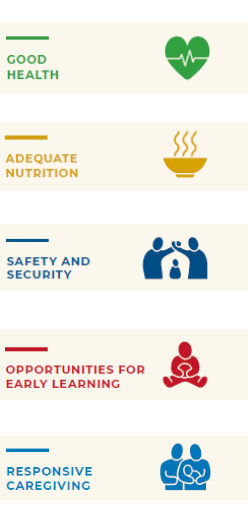 GOOD
HEALTH
ADEQUATE
NUTRITION
SAFETY AND
SECURITY
OPPORTUNITIES FOR
EARLY LEARNING
RESPONSIVE
CAREGIVING